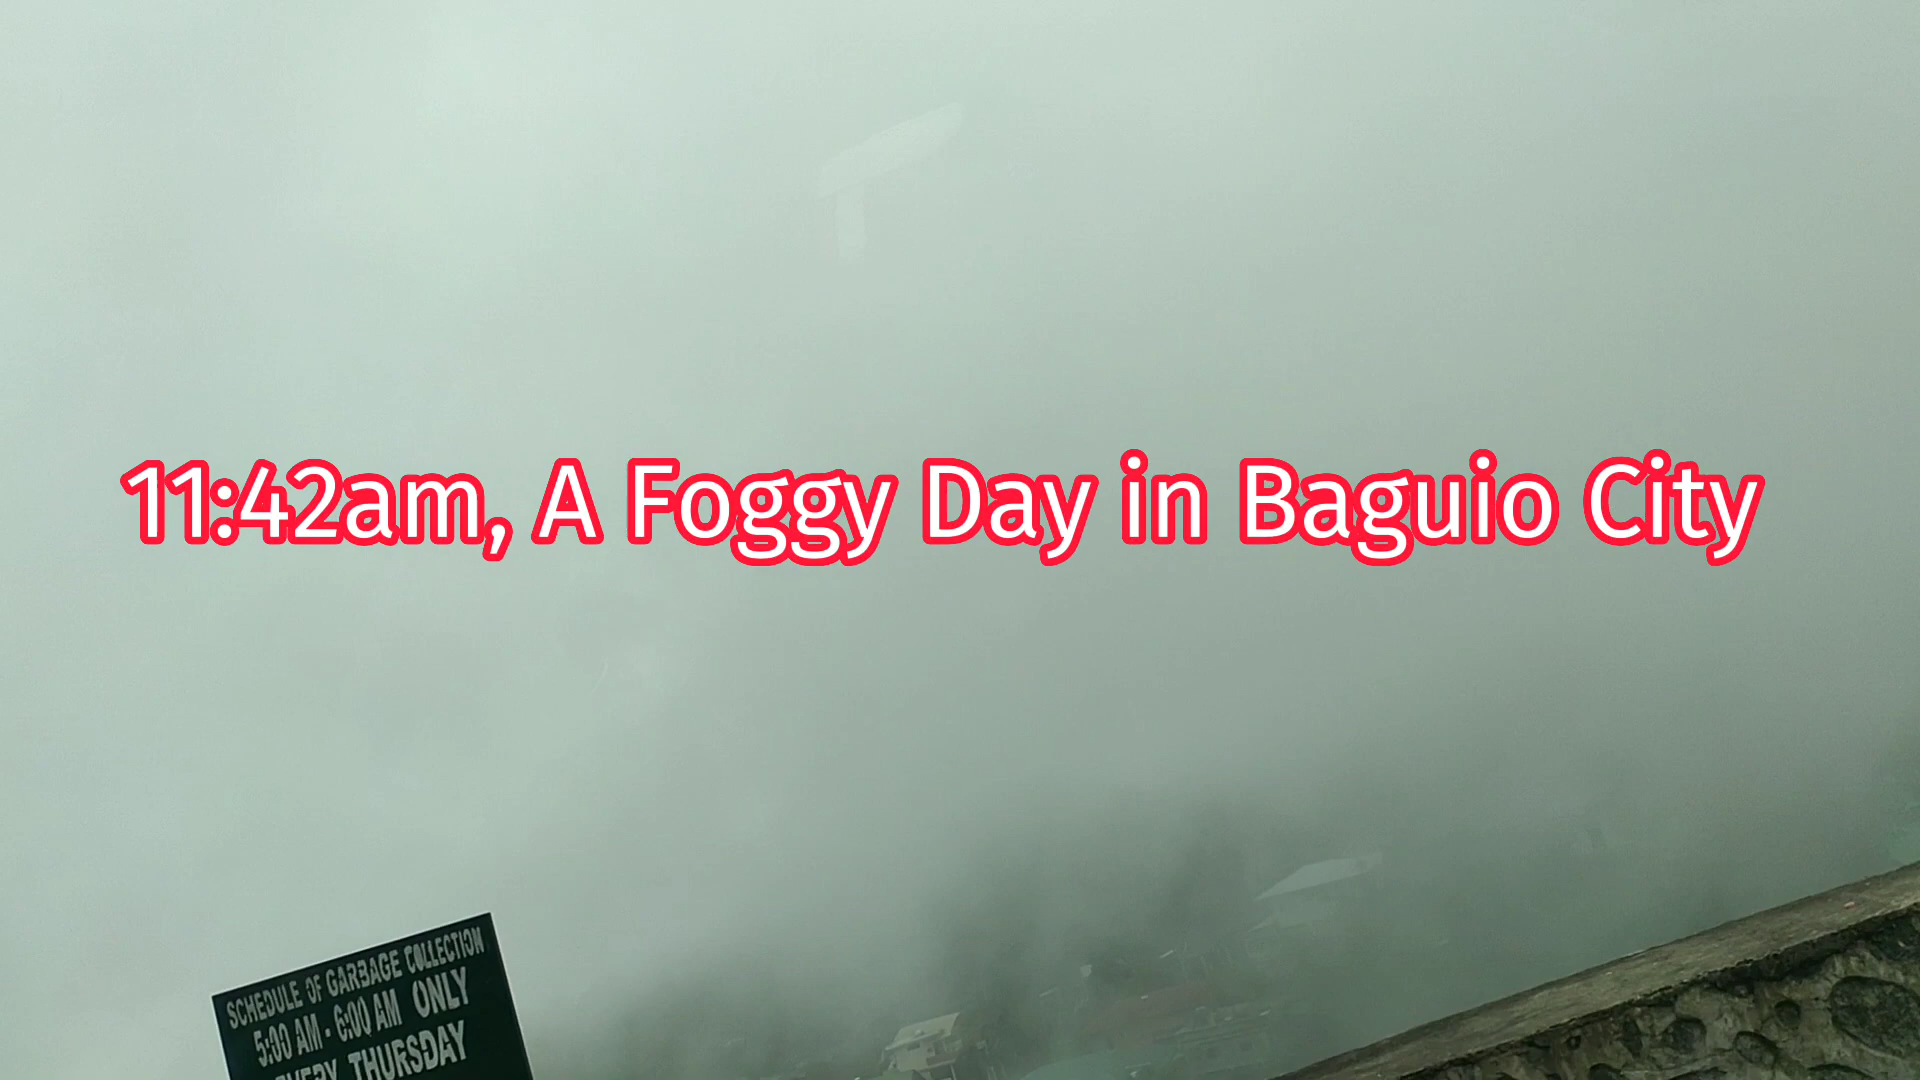 11:42am, A Foggy Day in Baguio City
SCHEDULE OF GARBAGE COLLECTION
5:00 AM - 6:00 AM ONLY
EVERY THURSDAY